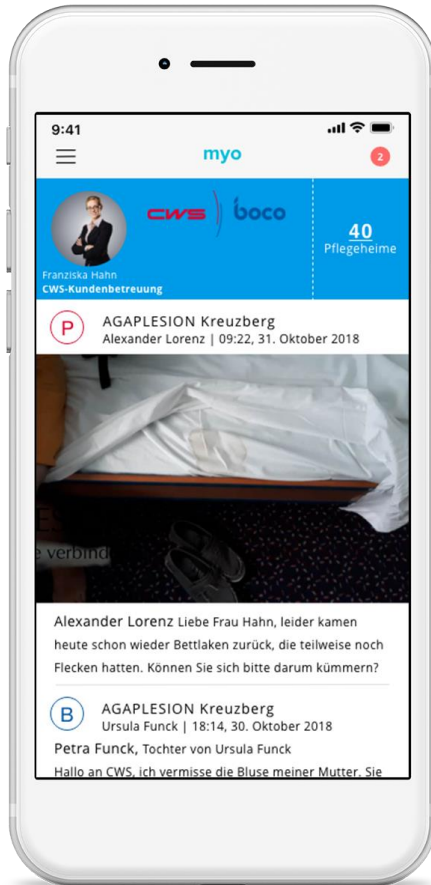 9:41
myo
2
cws boco
40
Pflegeheime
Franziska Hahn
CWS-Kundenbetreuung
P
AGAPLESION Kreuzberg
Alexander Lorenz | 09:22, 31. Oktober 2018
e verbind
Alexander Lorenz Liebe Frau Hahn, leider kamen
heute schon wieder Bettlaken zurück, die teilweise noch
Flecken hatten. Können Sie sich bitte darum kümmern?
B
AGAPLESION Kreuzberg
Ursula Funck | 18:14, 30. Oktober 2018
Petra Funck, Tochter von Ursula Funck
Hallo an CWS, ich vermisse die Bluse meiner Mutter. Sie